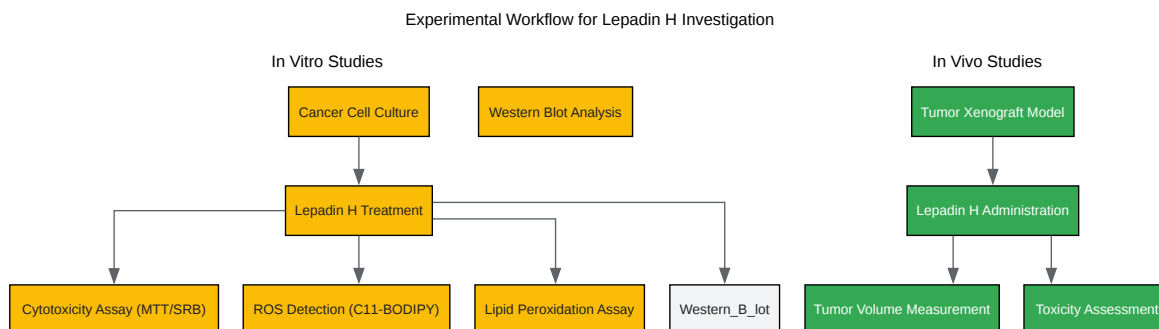 Experimental Workflow for Lepadin H Investigation
In Vitro Studies
In Vivo Studies
Cancer Cell Culture
Western Blot Analysis
Tumor Xenograft Model
Lepadin H Treatment
Lepadin H Administration
Cytotoxicity Assay (MTT/SRB)
ROS Detection (C11-BODIPY)
Lipid Peroxidation Assay
Western_B_lot
Tumor Volume Measurement
Toxicity Assessment